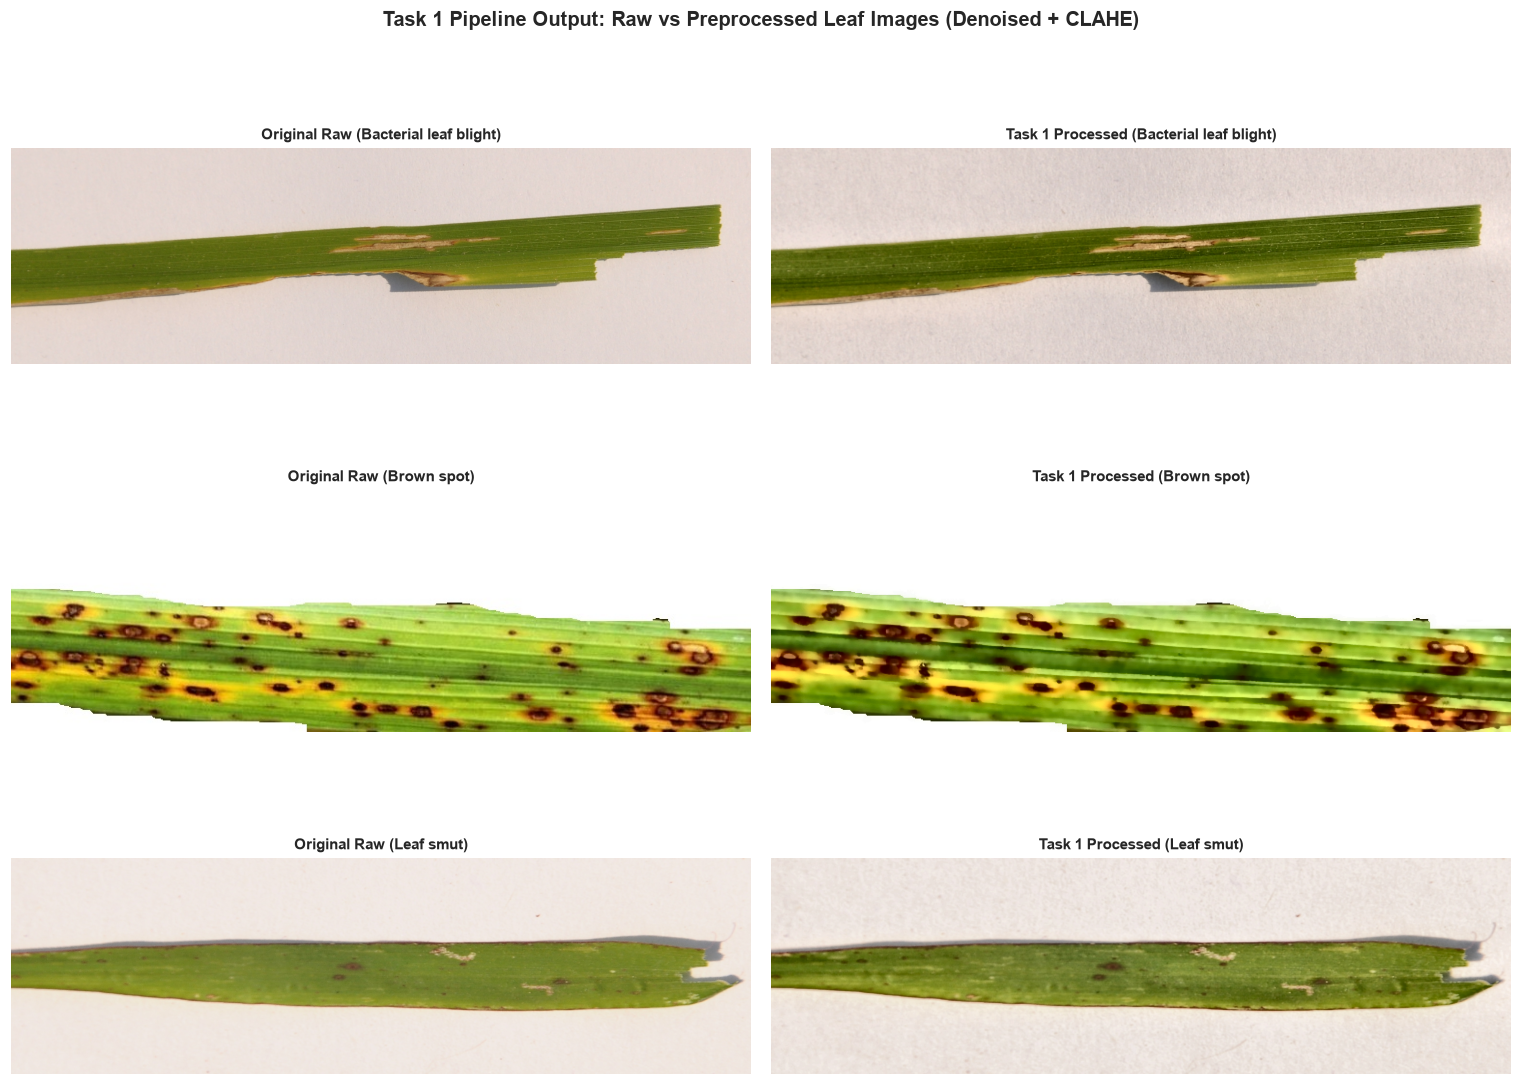 Task 1 Pipeline Output: Raw vs Preprocessed Leaf Images (Denoised + CLAHE)
Original Raw (Bacterial leaf blight)
Task 1 Processed (Bacterial leaf blight)
Original Raw (Brown spot)
Task 1 Processed (Brown spot)
Original Raw (Leaf smut)
Task 1 Processed (Leaf smut)